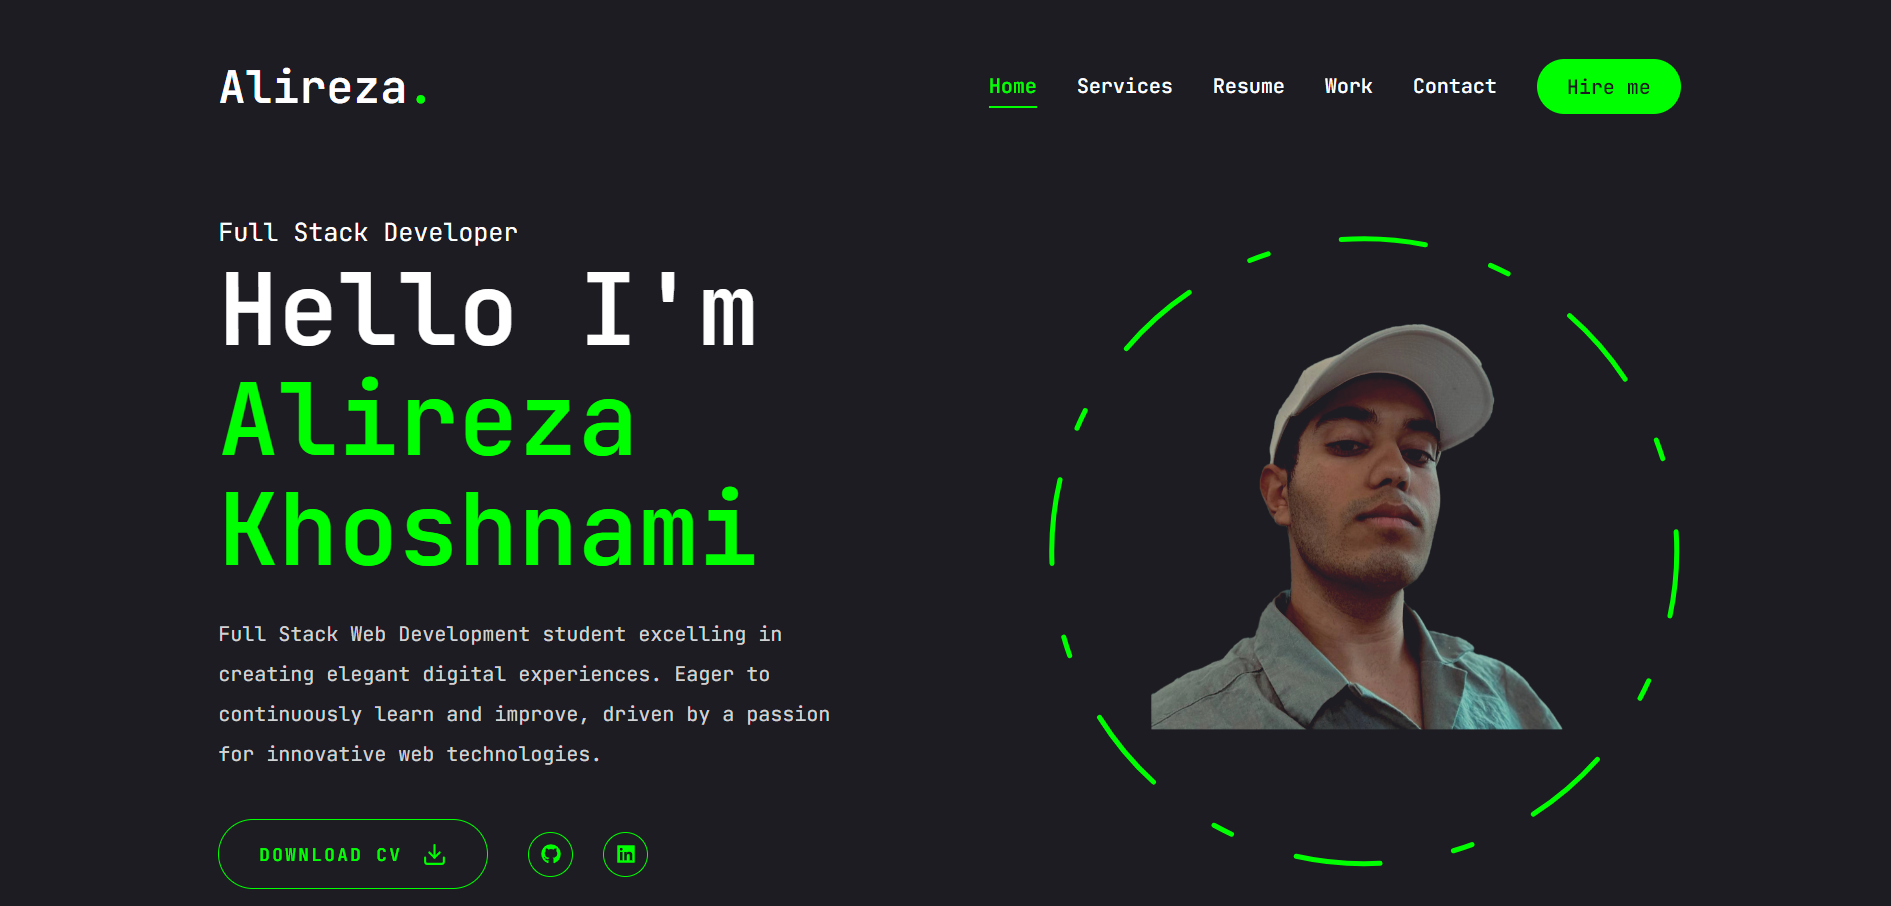 Alireza.
Home Services Resume Work Contact Hire me
Full Stack Developer
Hello I'm
Alireza
Khoshnami
Full Stack Web Development student excelling in
creating elegant digital experiences. Eager to
continuously learn and improve, driven by a passion
for innovative web technologies.
DOWNLOAD CV
in